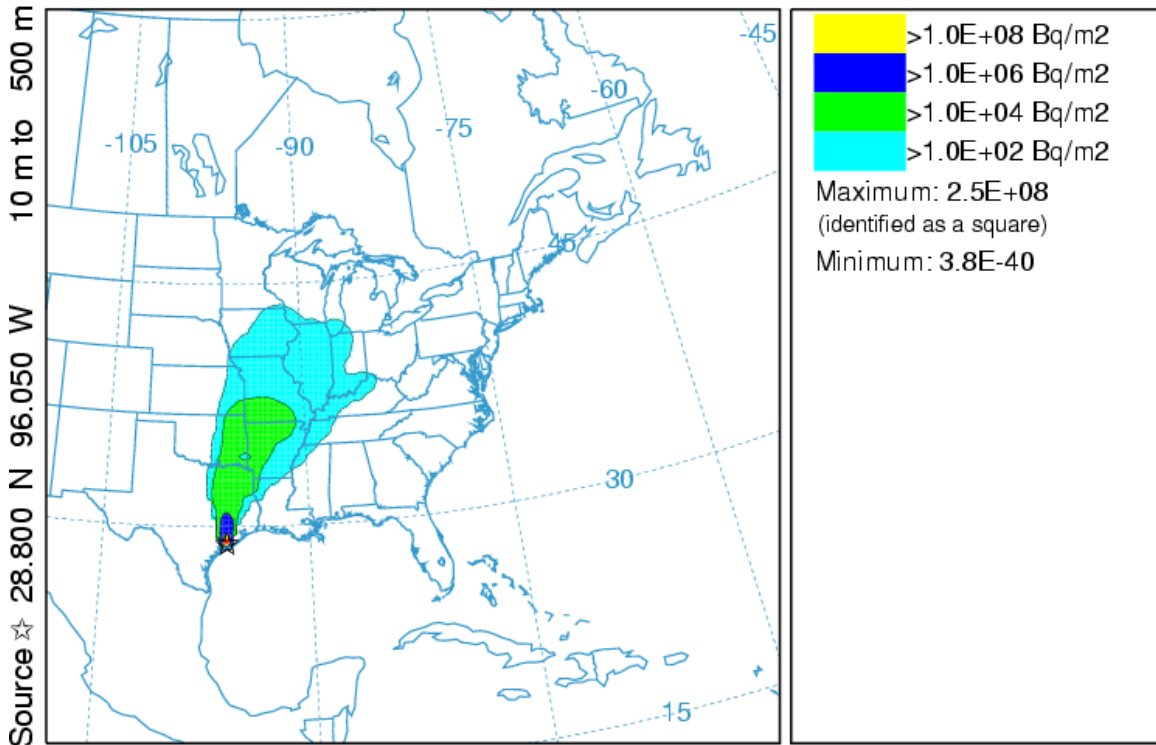 Source ☆ 28.800 N 96.050 W 10 m to 500 m
-105
-90
-75
-60
-45
45
30
15
>1.0E+08 Bq/m2
>1.0E+06 Bq/m2
>1.0E+04 Bq/m2
>1.0E+02 Bq/m2
Maximum: 2.5E+08
(identified as a square)
Minimum: 3.8E-40